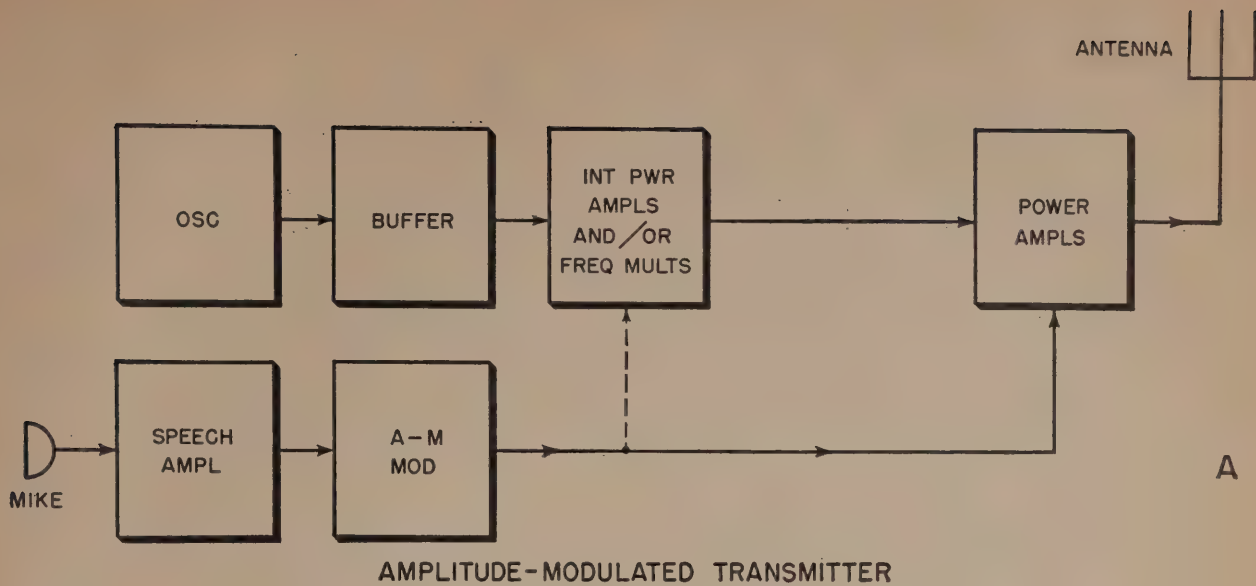 ANTENNA
OSC
BUFFER
INT PWR
AMPLS
AND/OR
FREQ MULTS
POWER
AMPLS
MIKE
SPEECH
AMPL
A-M
MOD
A
AMPLITUDE-MODULATED TRANSMITTER